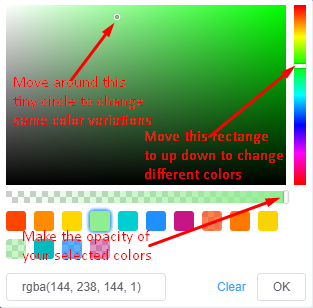 Move around this
tiny circle to change
same color variations
Move this rectange
to up down to change
different colors
Make the opacity of
your selected colors
rgba(144, 238, 144, 1)
Clear
OK